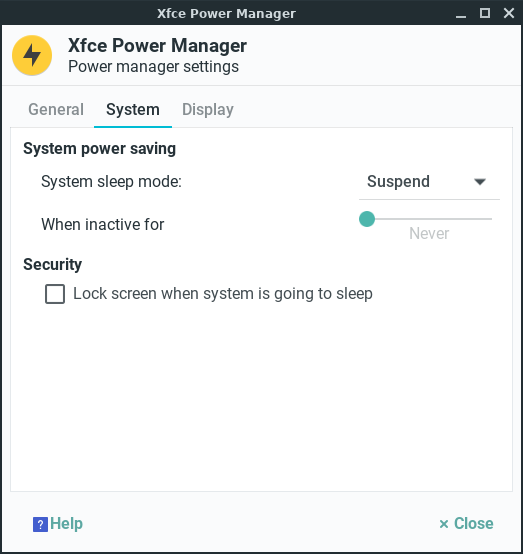 Xfce Power Manager
Xfce Power Manager
Power manager settings
General System Display
System power saving
System sleep mode: Suspend
When inactive for
Never
Security
Lock screen when system is going to sleep
? Help × Close